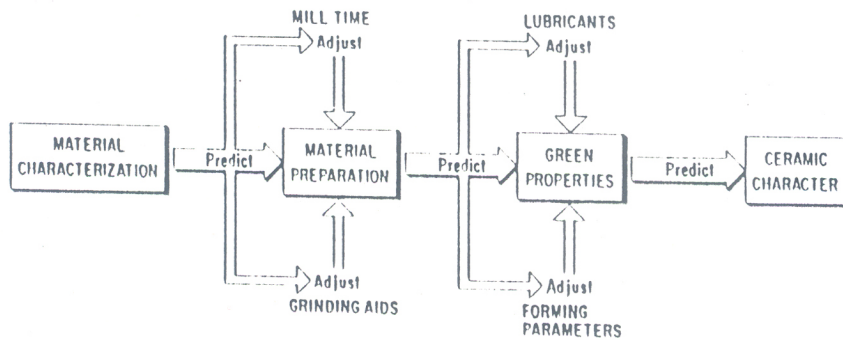 MILL TIME
Adjust
LUBRICANTS
Adjust
MATERIAL
CHARACTERIZATION
Predict
MATERIAL
PREPARATION
Predict
GREEN
PROPERTIES
Predict
CERAMIC
CHARACTER
Adjust
GRINDING AIDS
Adjust
FORMING
PARAMETERS